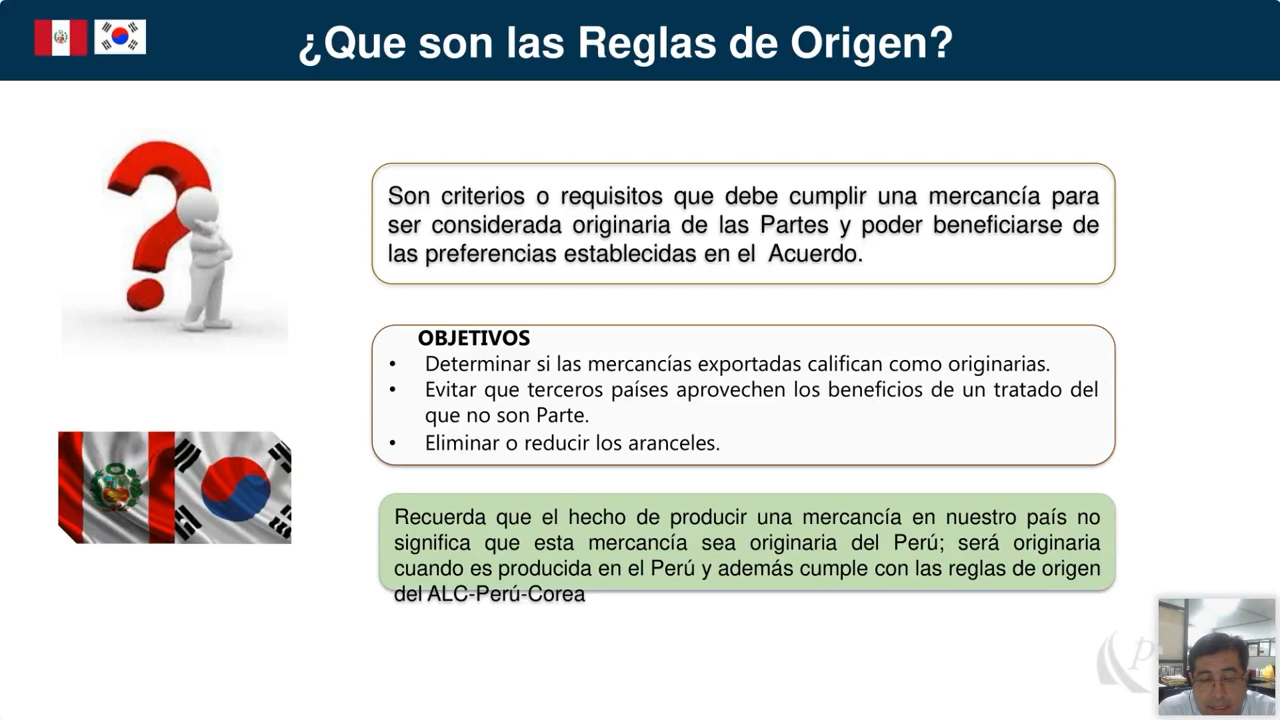 ¿Que son las Reglas de Origen?
Son criterios o requisitos que debe cumplir una mercancía para
ser considerada originaria de las Partes y poder beneficiarse de
las preferencias establecidas en el Acuerdo.
OBJETIVOS
• Determinar si las mercancías exportadas califican como originarias.
• Evitar que terceros países aprovechen los beneficios de un tratado del
que no son Parte.
• Eliminar o reducir los aranceles.
Recuerda que el hecho de producir una mercancía en nuestro país no
significa que esta mercancía sea originaria del Perú; será originaria
cuando es producida en el Perú y además cumple con las reglas de origen
del ALC-Perú-Corea